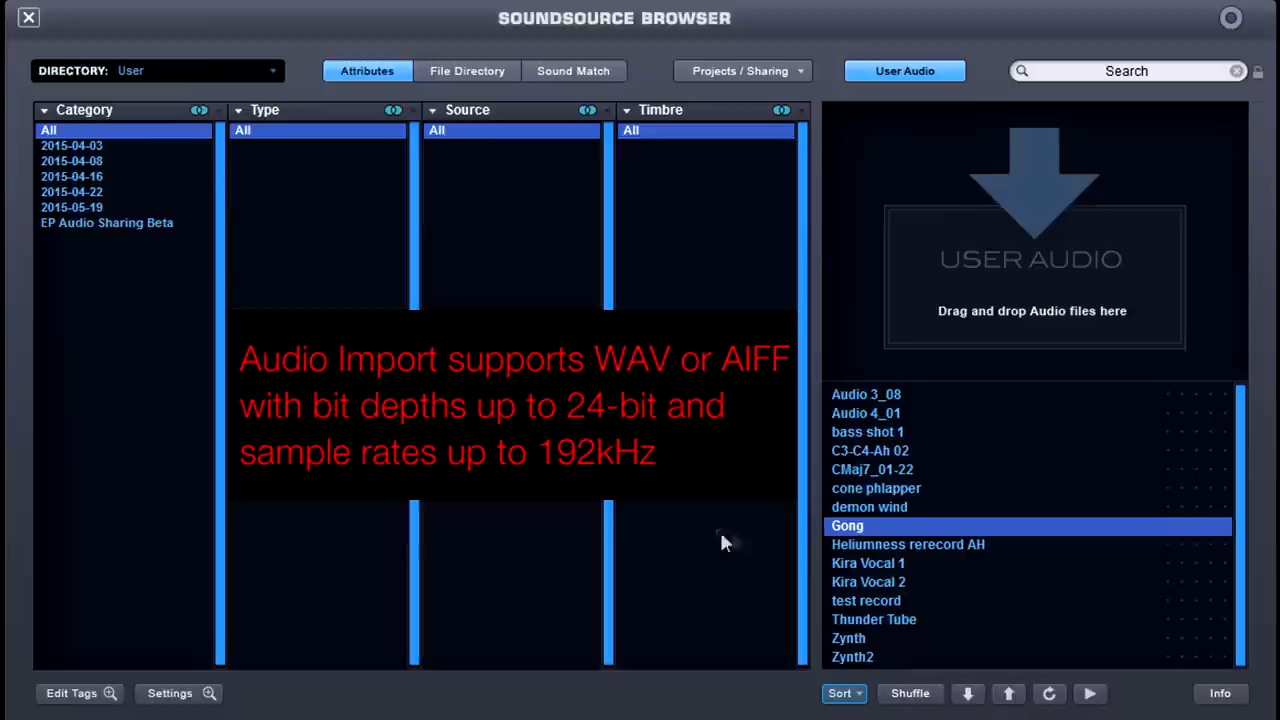 SOUNDSOURCE BROWSER
DIRECTORY: User
Attributes
File Directory
Sound Match
Projects / Sharing
User Audio
Search
Category
Type
Source
Timbre
All
All
All
All
2015-04-03
2015-04-08
2015-04-16
2015-04-22
2015-05-19
EP Audio Sharing Beta
Audio Import supports WAV or AIFF
with bit depths up to 24-bit and
sample rates up to 192kHz
USER AUDIO
Drag and drop Audio files here
Audio 3_08
Audio 4_01
bass shot 1
C3-C4-Ah 02
CMaj7_01-22
cone phlapper
demon wind
Gong
Heliumness rerecord AH
Kira Vocal 1
Kira Vocal 2
test record
Thunder Tube
Zynth
Zynth2
Edit Tags
Settings
Sort
Shuffle
Info